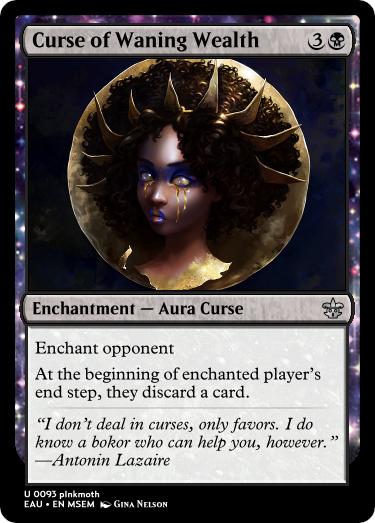 Curse of Waning Wealth 3
Enchantment — Aura Curse
Enchant opponent
At the beginning of enchanted player's
end step, they discard a card.
"I don't deal in curses, only favors. I do
know a bokor who can help you, however."
—Antonin Lazaire
U 0093 pInkmoth
EAU • EN MSEM Gina Nelson